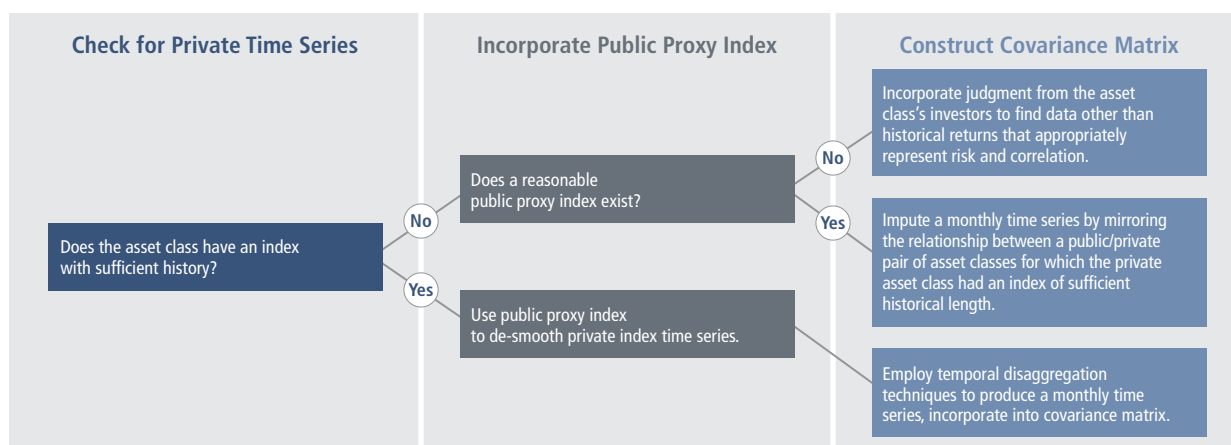 Check for Private Time Series
Incorporate Public Proxy Index
Construct Covariance Matrix
Does the asset class have an index
with sufficient history?
No
Yes
Does a reasonable
public proxy index exist?
Use public proxy index
to de-smooth private index time series.
No
Yes
Incorporate judgment from the asset
class's investors to find data other than
historical returns that appropriately
represent risk and correlation.
Impute a monthly time series by mirroring
the relationship between a public/private
pair of asset classes for which the private
asset class had an index of sufficient
historical length.
Employ temporal disaggregation
techniques to produce a monthly time
series, incorporate into covariance matrix.